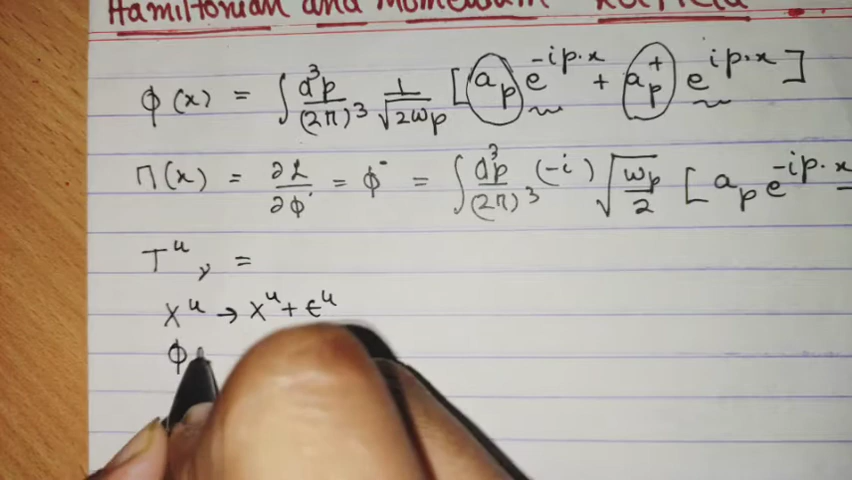 Hamiltonian and Momentum
φ(x) = ∫ d³p/(2π)³ 1/√2ωp [ap e^-ip·x + ap⁺ e^ip·x]
Π(x) = ∂L/∂φ˙ = φ˙ = ∫ d³p/(2π)³ (-i) √ωp/2 [ap e^-ip·x
T^μ_ν =
x^μ → x^μ + ε^μ
φ